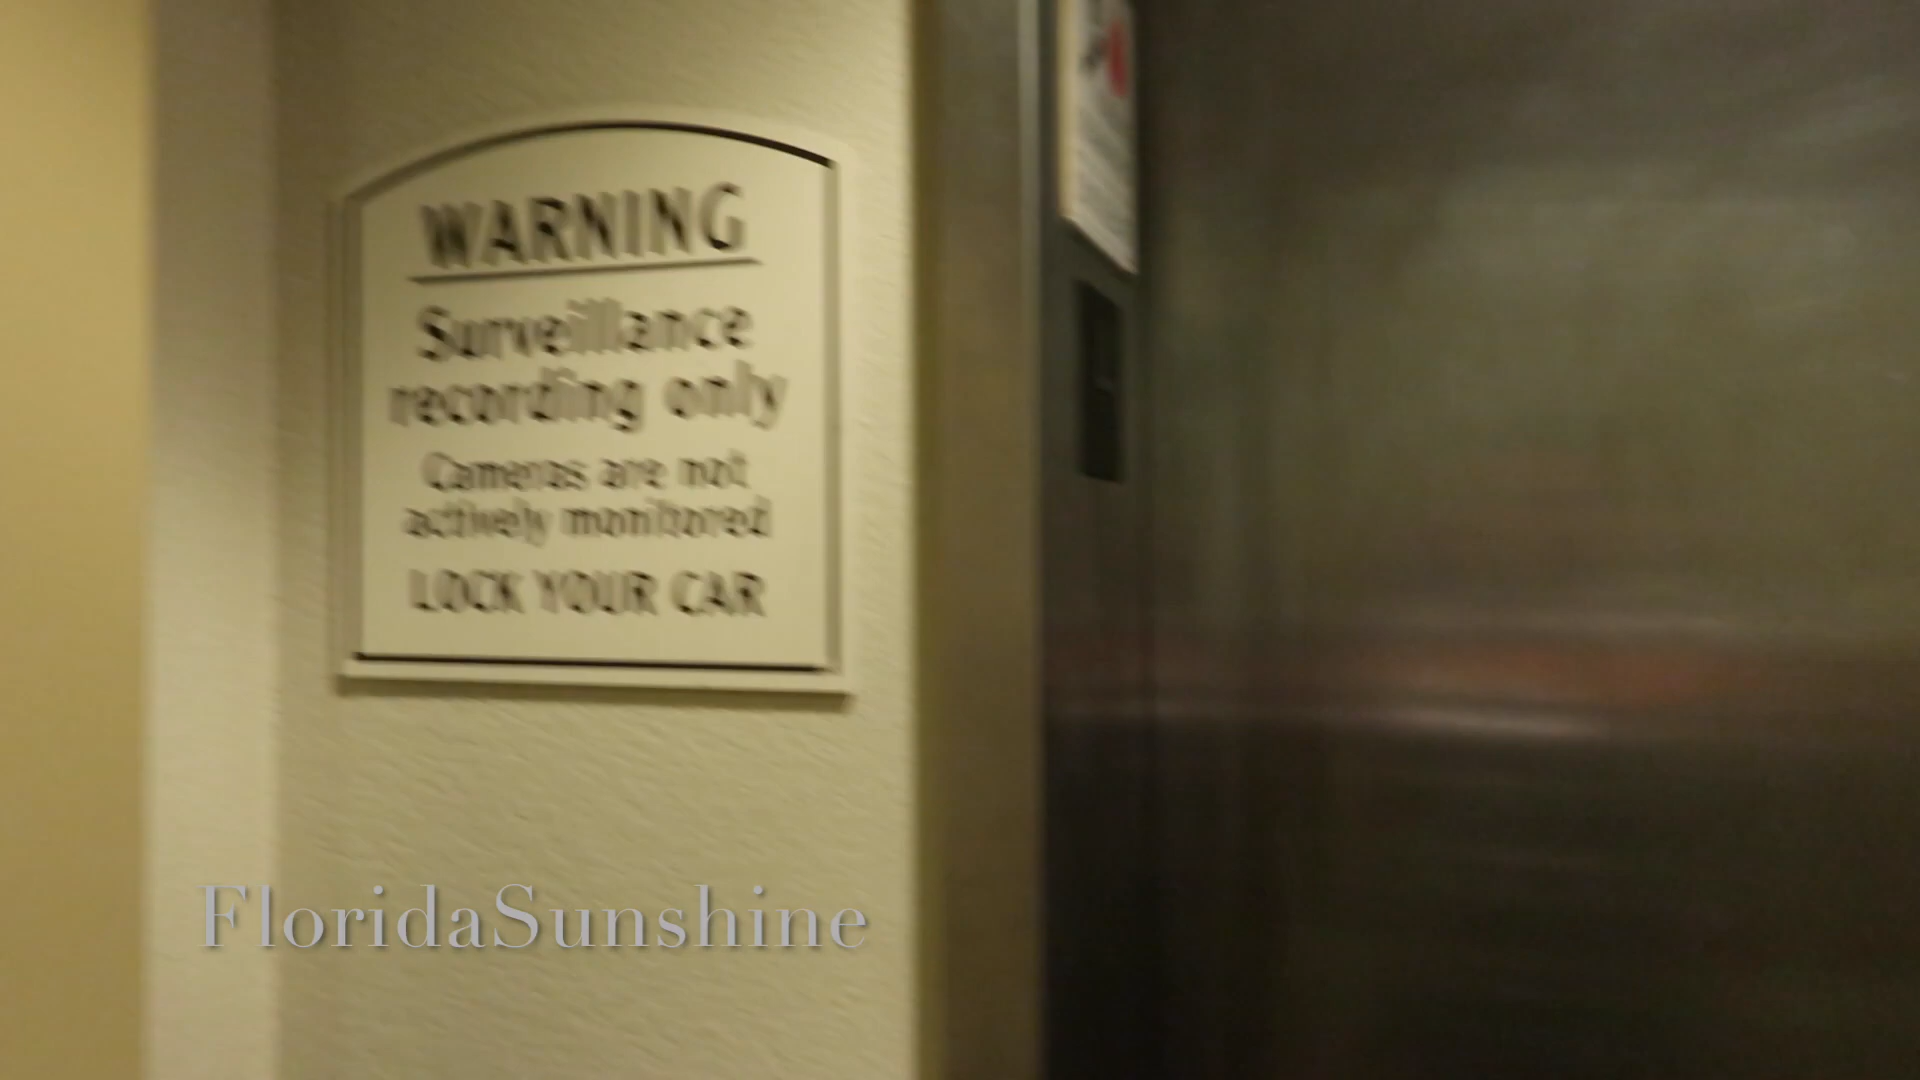 WARNING
Surveillance
recording only
Cameras are not
actively monitored
LOCK YOUR CAR
FloridaSunshine